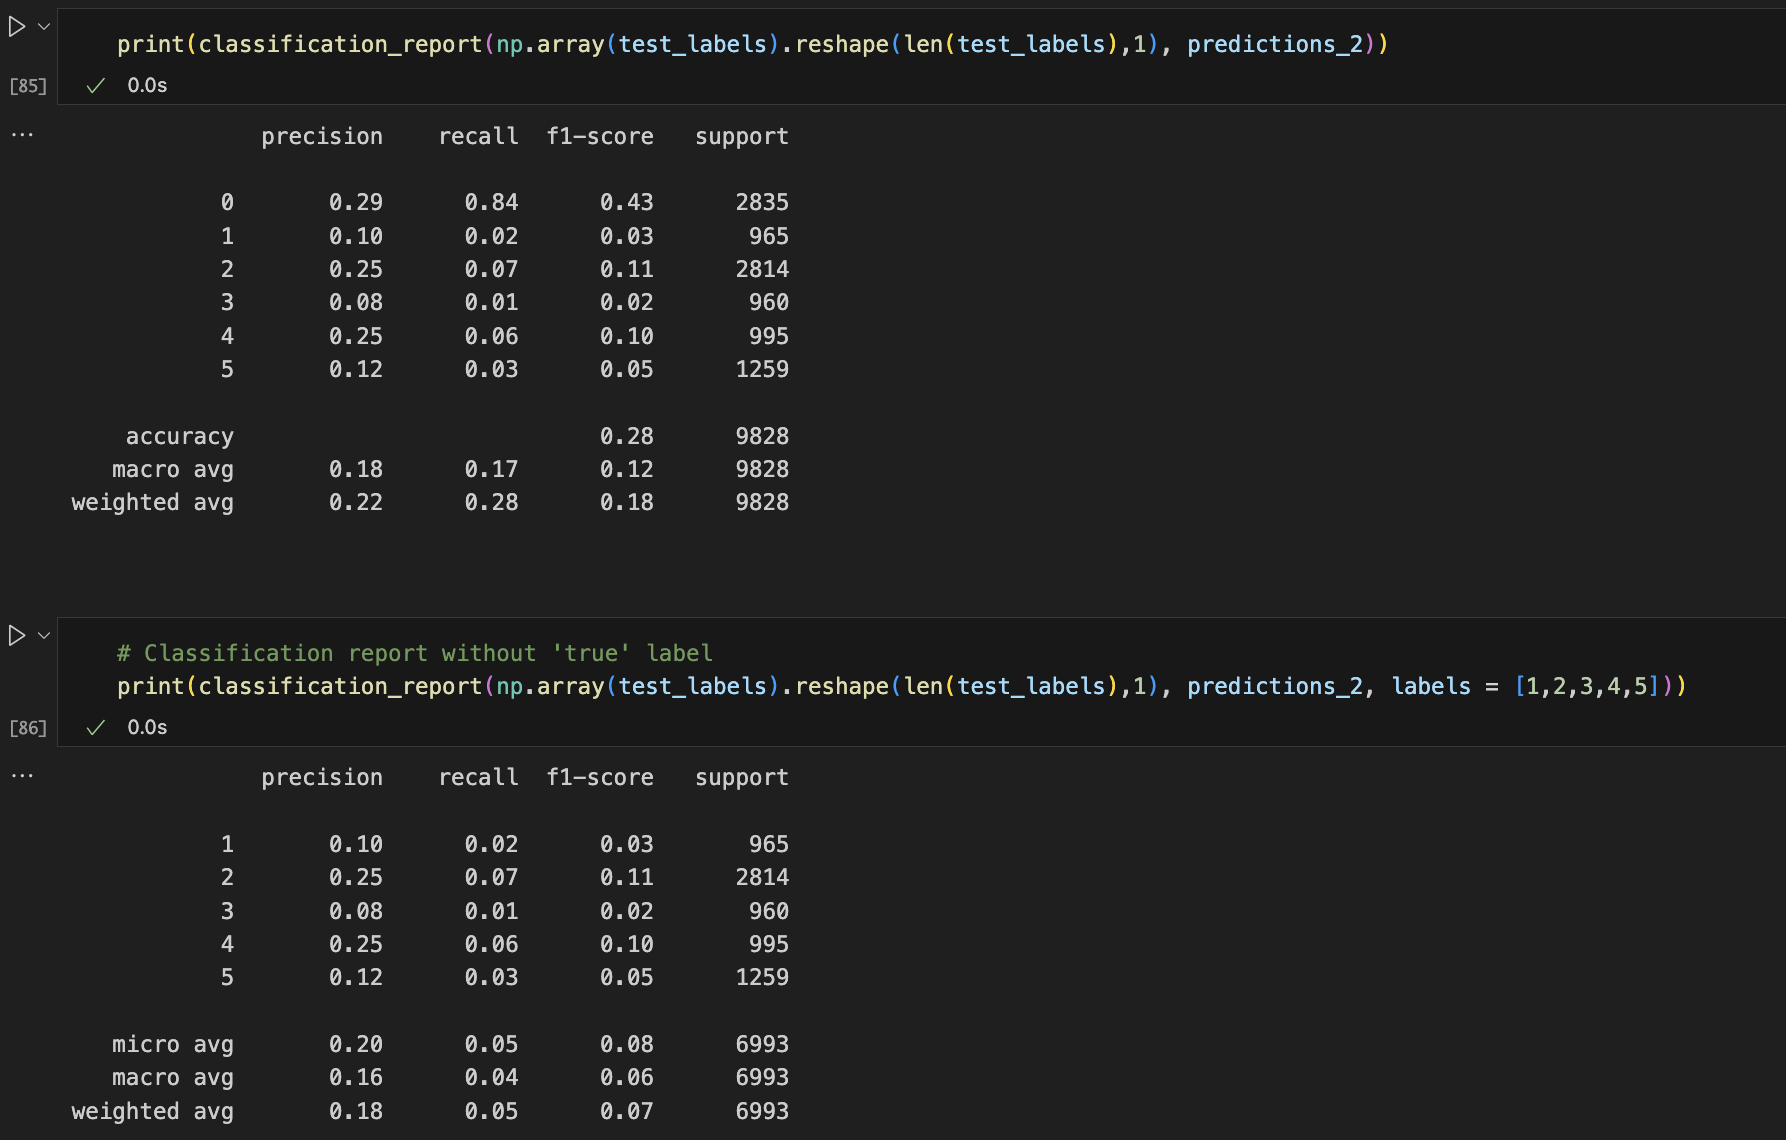 print(classification_report(np.array(test_labels).reshape(len(test_labels),1), predictions_2))
[85] 0.0s
... precision recall f1-score support
0 0.29 0.84 0.43 2835
1 0.10 0.02 0.03 965
2 0.25 0.07 0.11 2814
3 0.08 0.01 0.02 960
4 0.25 0.06 0.10 995
5 0.12 0.03 0.05 1259
accuracy 0.28 9828
macro avg 0.18 0.17 0.12 9828
weighted avg 0.22 0.28 0.18 9828
# Classification report without 'true' label
print(classification_report(np.array(test_labels).reshape(len(test_labels),1), predictions_2, labels = [1,2,3,4,5]))
[86] 0.0s
... precision recall f1-score support
1 0.10 0.02 0.03 965
2 0.25 0.07 0.11 2814
3 0.08 0.01 0.02 960
4 0.25 0.06 0.10 995
5 0.12 0.03 0.05 1259
micro avg 0.20 0.05 0.08 6993
macro avg 0.16 0.04 0.06 6993
weighted avg 0.18 0.05 0.07 6993